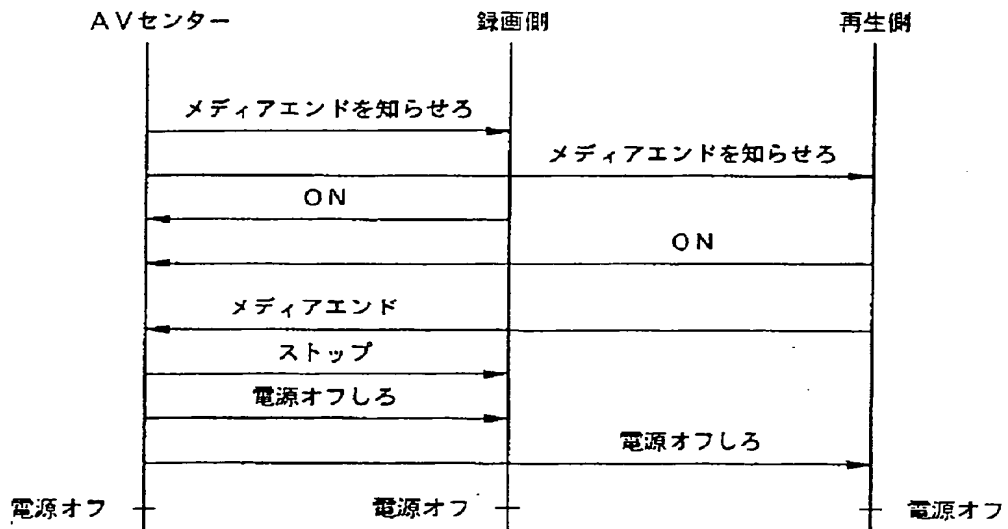 AVセンター 録画側 再生側
メディアエンドを知らせろ
メディアエンドを知らせろ
ON
ON
メディアエンド
ストップ
電源オフしろ
電源オフしろ
電源オフ 電源オフ 電源オフ